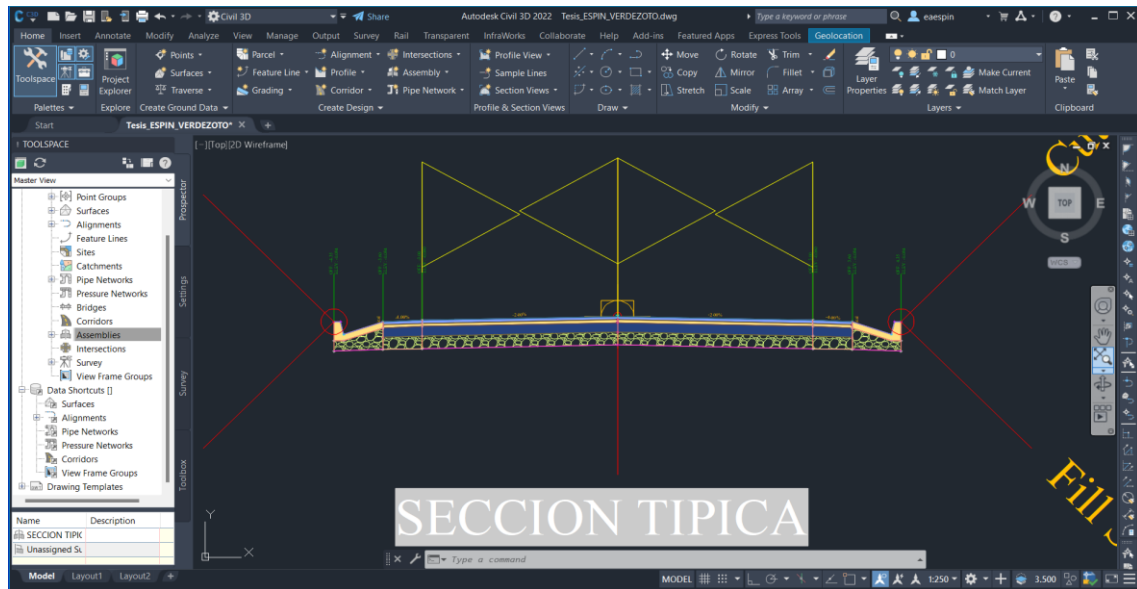 Civil 3D
Share
Autodesk Civil 3D 2022 Tesis_ESPIN_VERDEZOTO.dwg
Type a keyword or phrase
eaespin
Home Insert Annotate Modify Analyze View Manage Output Survey Rail Transparent InfraWorks Collaborate Help Add-ins Featured Apps Express Tools Geolocation
Toolspace
Project Explorer
Points
Surfaces
Traverse
Parcel
Feature Line
Grading
Alignment
Profile
Corridor
Intersections
Assembly
Pipe Network
Profile View
Sample Lines
Section Views
Move Rotate Trim
Copy Mirror Fillet
Stretch Scale Array
Layer Properties
0
Make Current
Match Layer
Paste
Palettes Explore Create Ground Data Create Design Profile & Section Views Draw Modify Layers Clipboard
Start Tesis_ESPIN_VERDEZOTO*
TOOLSPACE
[-][Top][2D Wireframe]
Master View
Point Groups
Surfaces
Alignments
Feature Lines
Sites
Catchments
Pipe Networks
Pressure Networks
Bridges
Corridors
Assemblies
Intersections
Survey
View Frame Groups
Data Shortcuts []
Surfaces
Alignments
Pipe Networks
Pressure Networks
Corridors
View Frame Groups
Drawing Templates
Prospector
Settings
Survey
Toolbox
Name Description
SECCION TIPIC
Unassigned Su
N
W TOP E
S
WCS
-2.00% -2.00%
Fill
SECCION TIPICA
Y
X
Type a command
Model Layout1 Layout2
MODEL 1:250 3.500